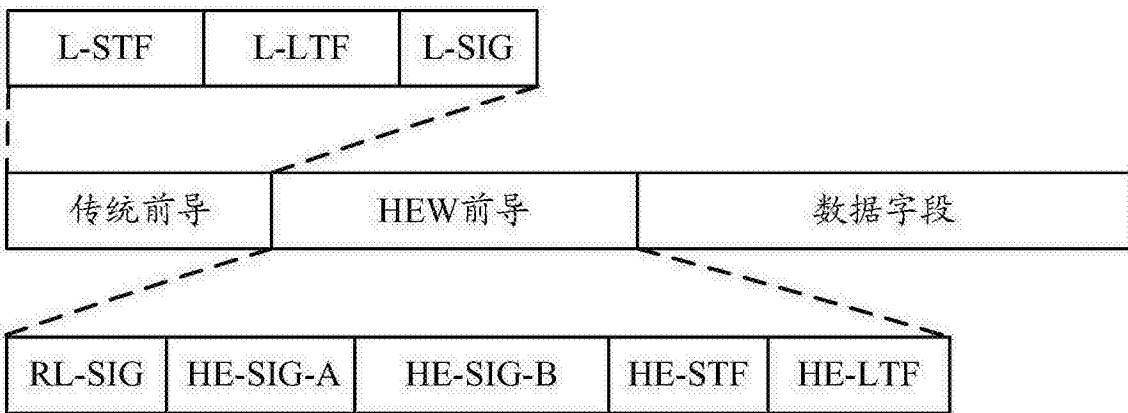 L-STF L-LTF L-SIG
传统前导 HEW前导 数据字段
RL-SIG HE-SIG-A HE-SIG-B HE-STF HE-LTF